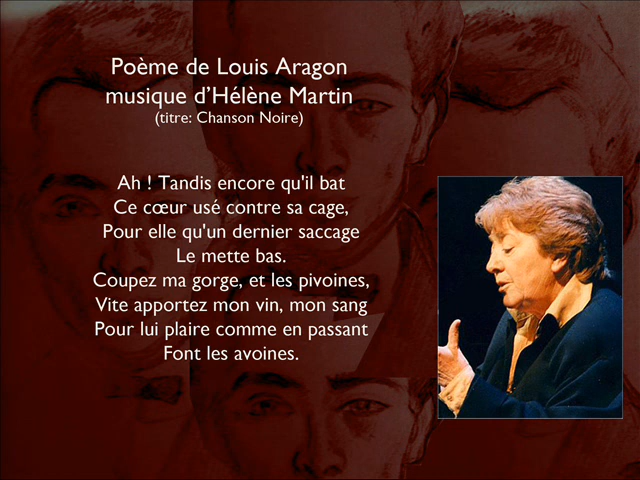 Poème de Louis Aragon
musique d’Hélène Martin
(titre: Chanson Noire)
Ah ! Tandis encore qu'il bat
Ce cœur usé contre sa cage,
Pour elle qu'un dernier saccage
Le mette bas.
Coupez ma gorge, et les pivoines,
Vite apportez mon vin, mon sang
Pour lui plaire comme en passant
Font les avoines.